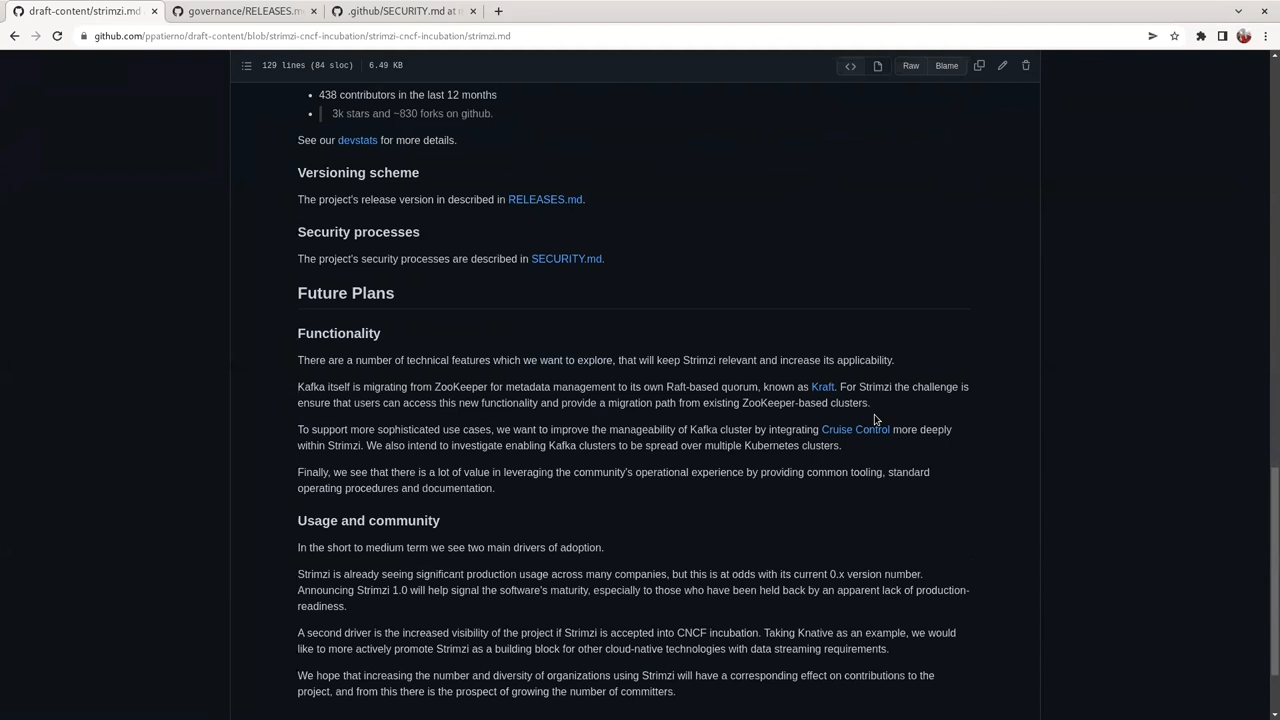 draft-content/strimzi.md
governance/RELEASES.m
.github/SECURITY.md at m
github.com/ppatierno/draft-content/blob/strimzi-cncf-incubation/strimzi-cncf-incubation/strimzi.md
129 lines (84 sloc) 6.49 KB
Raw Blame
438 contributors in the last 12 months
3k stars and ~830 forks on github.
See our devstats for more details.
Versioning scheme
The project's release version in described in RELEASES.md.
Security processes
The project's security processes are described in SECURITY.md.
Future Plans
Functionality
There are a number of technical features which we want to explore, that will keep Strimzi relevant and increase its applicability.
Kafka itself is migrating from ZooKeeper for metadata management to its own Raft-based quorum, known as Kraft. For Strimzi the challenge is
ensure that users can access this new functionality and provide a migration path from existing ZooKeeper-based clusters.
To support more sophisticated use cases, we want to improve the manageability of Kafka cluster by integrating Cruise Control more deeply
within Strimzi. We also intend to investigate enabling Kafka clusters to be spread over multiple Kubernetes clusters.
Finally, we see that there is a lot of value in leveraging the community's operational experience by providing common tooling, standard
operating procedures and documentation.
Usage and community
In the short to medium term we see two main drivers of adoption.
Strimzi is already seeing significant production usage across many companies, but this is at odds with its current 0.x version number.
Announcing Strimzi 1.0 will help signal the software's maturity, especially to those who have been held back by an apparent lack of production-
readiness.
A second driver is the increased visibility of the project if Strimzi is accepted into CNCF incubation. Taking Knative as an example, we would
like to more actively promote Strimzi as a building block for other cloud-native technologies with data streaming requirements.
We hope that increasing the number and diversity of organizations using Strimzi will have a corresponding effect on contributions to the
project, and from this there is the prospect of growing the number of committers.